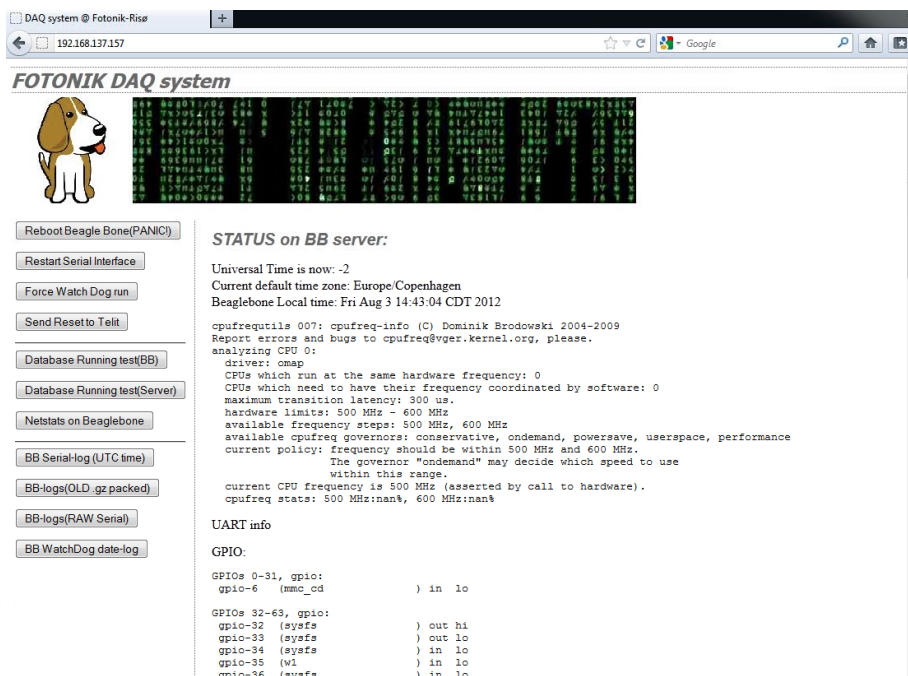 DAQ system @ Fotonik-Risø
192.168.137.157
Google
FOTONIK DAQ system
Reboot Beagle Bone(PANIC!)
Restart Serial Interface
Force Watch Dog run
Send Reset to Telit
Database Running test(BB)
Database Running test(Server)
Netstats on Beaglebone
BB Serial-log (UTC time)
BB-logs(OLD .gz packed)
BB-logs(RAW Serial)
BB WatchDog date-log
STATUS on BB server:
Universal Time is now: -2
Current default time zone: Europe/Copenhagen
Beaglebone Local time: Fri Aug 3 14:43:04 CDT 2012
cpufrequtils 007: cpufreq-info (C) Dominik Brodowski 2004-2009
Report errors and bugs to cpufreq@vger.kernel.org, please.
analyzing CPU 0:
driver: omap
CPUs which run at the same hardware frequency: 0
CPUs which need to have their frequency coordinated by software: 0
maximum transition latency: 300 us.
hardware limits: 500 MHz - 600 MHz
available frequency steps: 500 MHz, 600 MHz
available cpufreq governors: conservative, ondemand, powersave, userspace, performance
current policy: frequency should be within 500 MHz and 600 MHz.
The governor "ondemand" may decide which speed to use
within this range.
current CPU frequency is 500 MHz (asserted by call to hardware).
cpufreq stats: 500 MHz:nan%, 600 MHz:nan%
UART info
GPIO:
GPIOs 0-31, gpio:
gpio-6 (mmc_cd ) in lo
GPIOs 32-63, gpio:
gpio-32 (sysfs ) out hi
gpio-33 (sysfs ) out lo
gpio-34 (sysfs ) in lo
gpio-35 (w1 ) in lo
gpio-36 (sysfs ) in lo